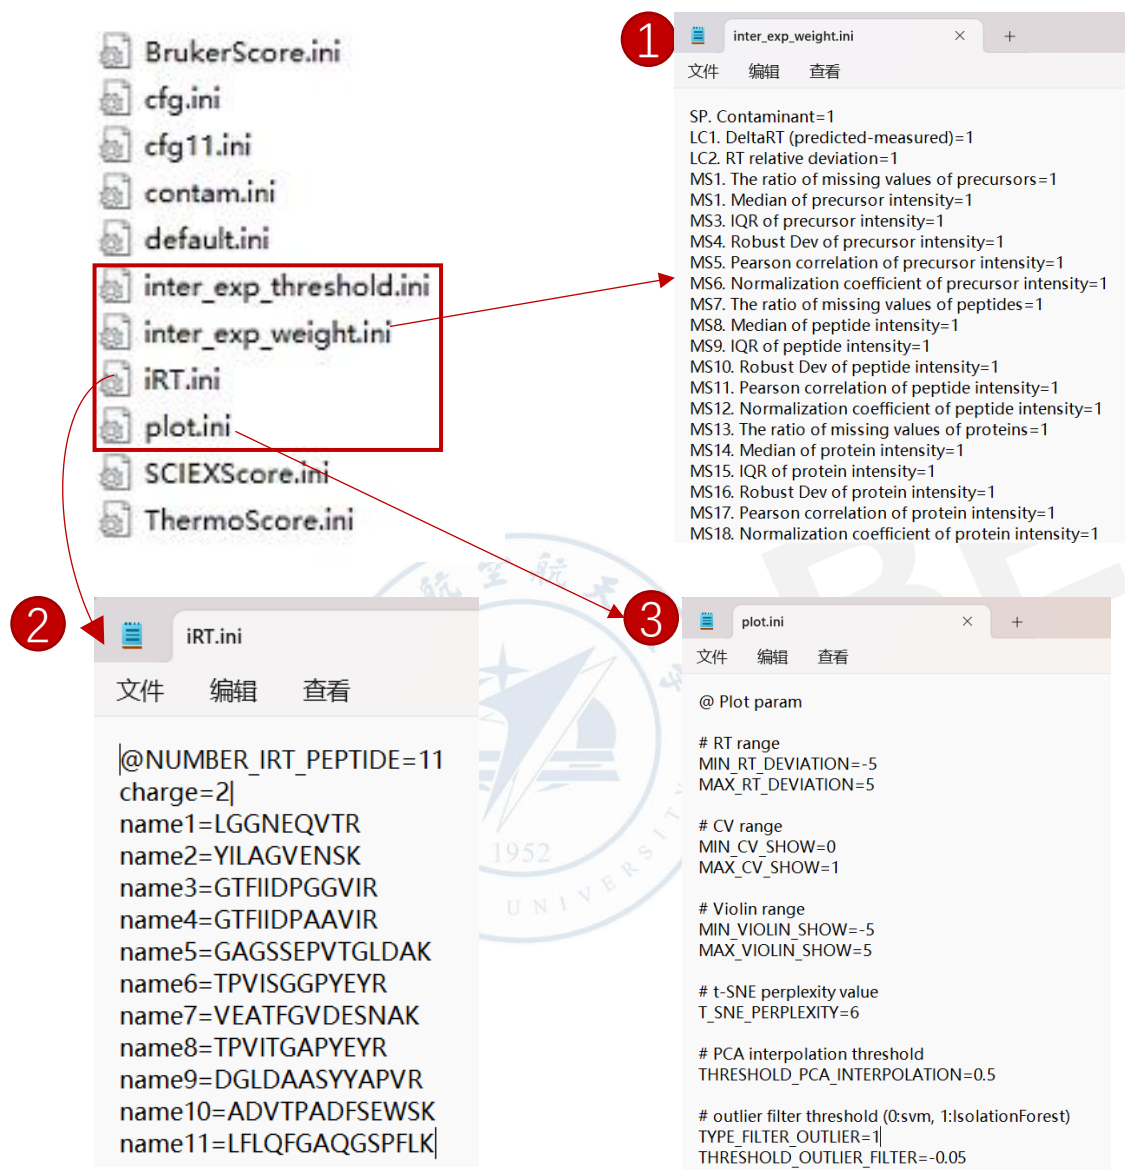 BrukerScore.ini
cfg.ini
cfg11.ini
contam.ini
default.ini
inter_exp_threshold.ini
inter_exp_weight.ini
iRT.ini
plot.ini
SCIEXScore.ini
ThermoScore.ini
1
inter_exp_weight.ini × +
文件 编辑 查看
SP. Contaminant=1
LC1. DeltaRT (predicted-measured)=1
LC2. RT relative deviation=1
MS1. The ratio of missing values of precursors=1
MS1. Median of precursor intensity=1
MS3. IQR of precursor intensity=1
MS4. Robust Dev of precursor intensity=1
MS5. Pearson correlation of precursor intensity=1
MS6. Normalization coefficient of precursor intensity=1
MS7. The ratio of missing values of peptides=1
MS8. Median of peptide intensity=1
MS9. IQR of peptide intensity=1
MS10. Robust Dev of peptide intensity=1
MS11. Pearson correlation of peptide intensity=1
MS12. Normalization coefficient of peptide intensity=1
MS13. The ratio of missing values of proteins=1
MS14. Median of protein intensity=1
MS15. IQR of protein intensity=1
MS16. Robust Dev of protein intensity=1
MS17. Pearson correlation of protein intensity=1
MS18. Normalization coefficient of protein intensity=1
2
iRT.ini
文件 编辑 查看
@NUMBER_IRT_PEPTIDE=11
charge=2
name1=LGGNEQVTR
name2=YILAGVENSK
name3=GTFIIDPGGVIR
name4=GTFIIDPAAVIR
name5=GAGSSEPVTGLDAK
name6=TPVISGGPYEYR
name7=VEATFGVDESNAK
name8=TPVITGAPYEYR
name9=DGLDAASYYAPVR
name10=ADVTPADFSEWSK
name11=LFLQFGAQGSPFLK
3
plot.ini × +
文件 编辑 查看
@ Plot param
# RT range
MIN_RT_DEVIATION=-5
MAX_RT_DEVIATION=5
# CV range
MIN_CV_SHOW=0
MAX_CV_SHOW=1
# Violin range
MIN_VIOLIN_SHOW=-5
MAX_VIOLIN_SHOW=5
# t-SNE perplexity value
T_SNE_PERPLEXITY=6
# PCA interpolation threshold
THRESHOLD_PCA_INTERPOLATION=0.5
# outlier filter threshold (0:svm, 1:IsolationForest)
TYPE_FILTER_OUTLIER=1
THRESHOLD_OUTLIER_FILTER=-0.05
航空航天
1952